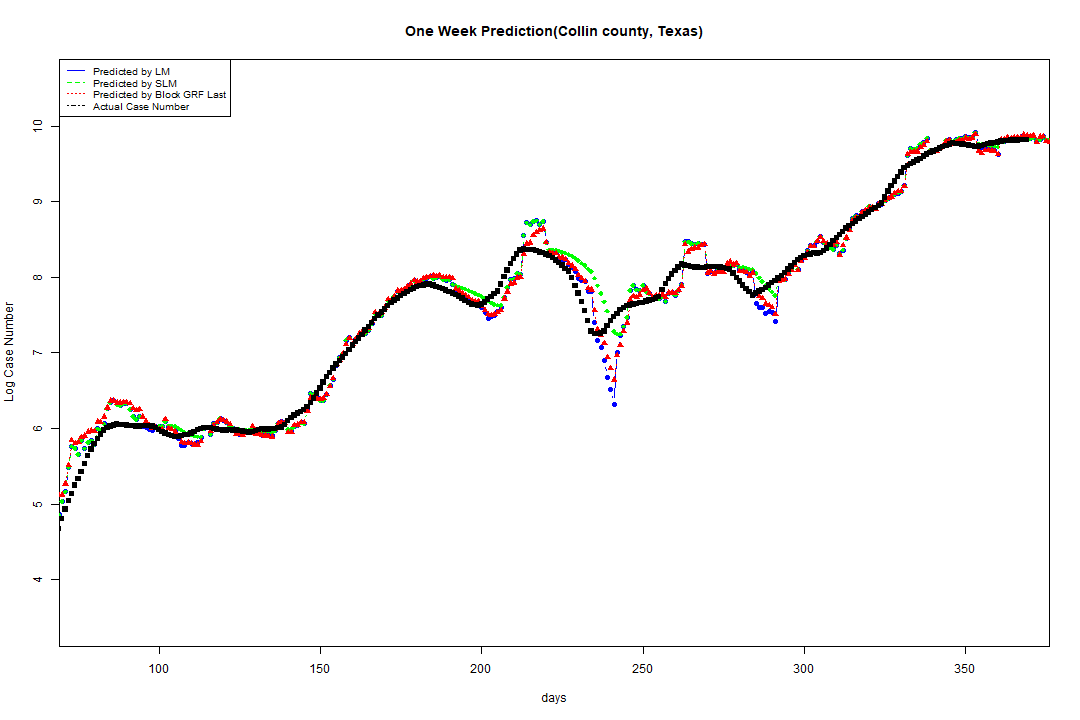 One Week Prediction(Collin county, Texas)
Predicted by LM
Predicted by SLM
Predicted by Block GRF Last
Actual Case Number
10
9
8
7
6
5
4
Log Case Number
100 150 200 250 300 350
days